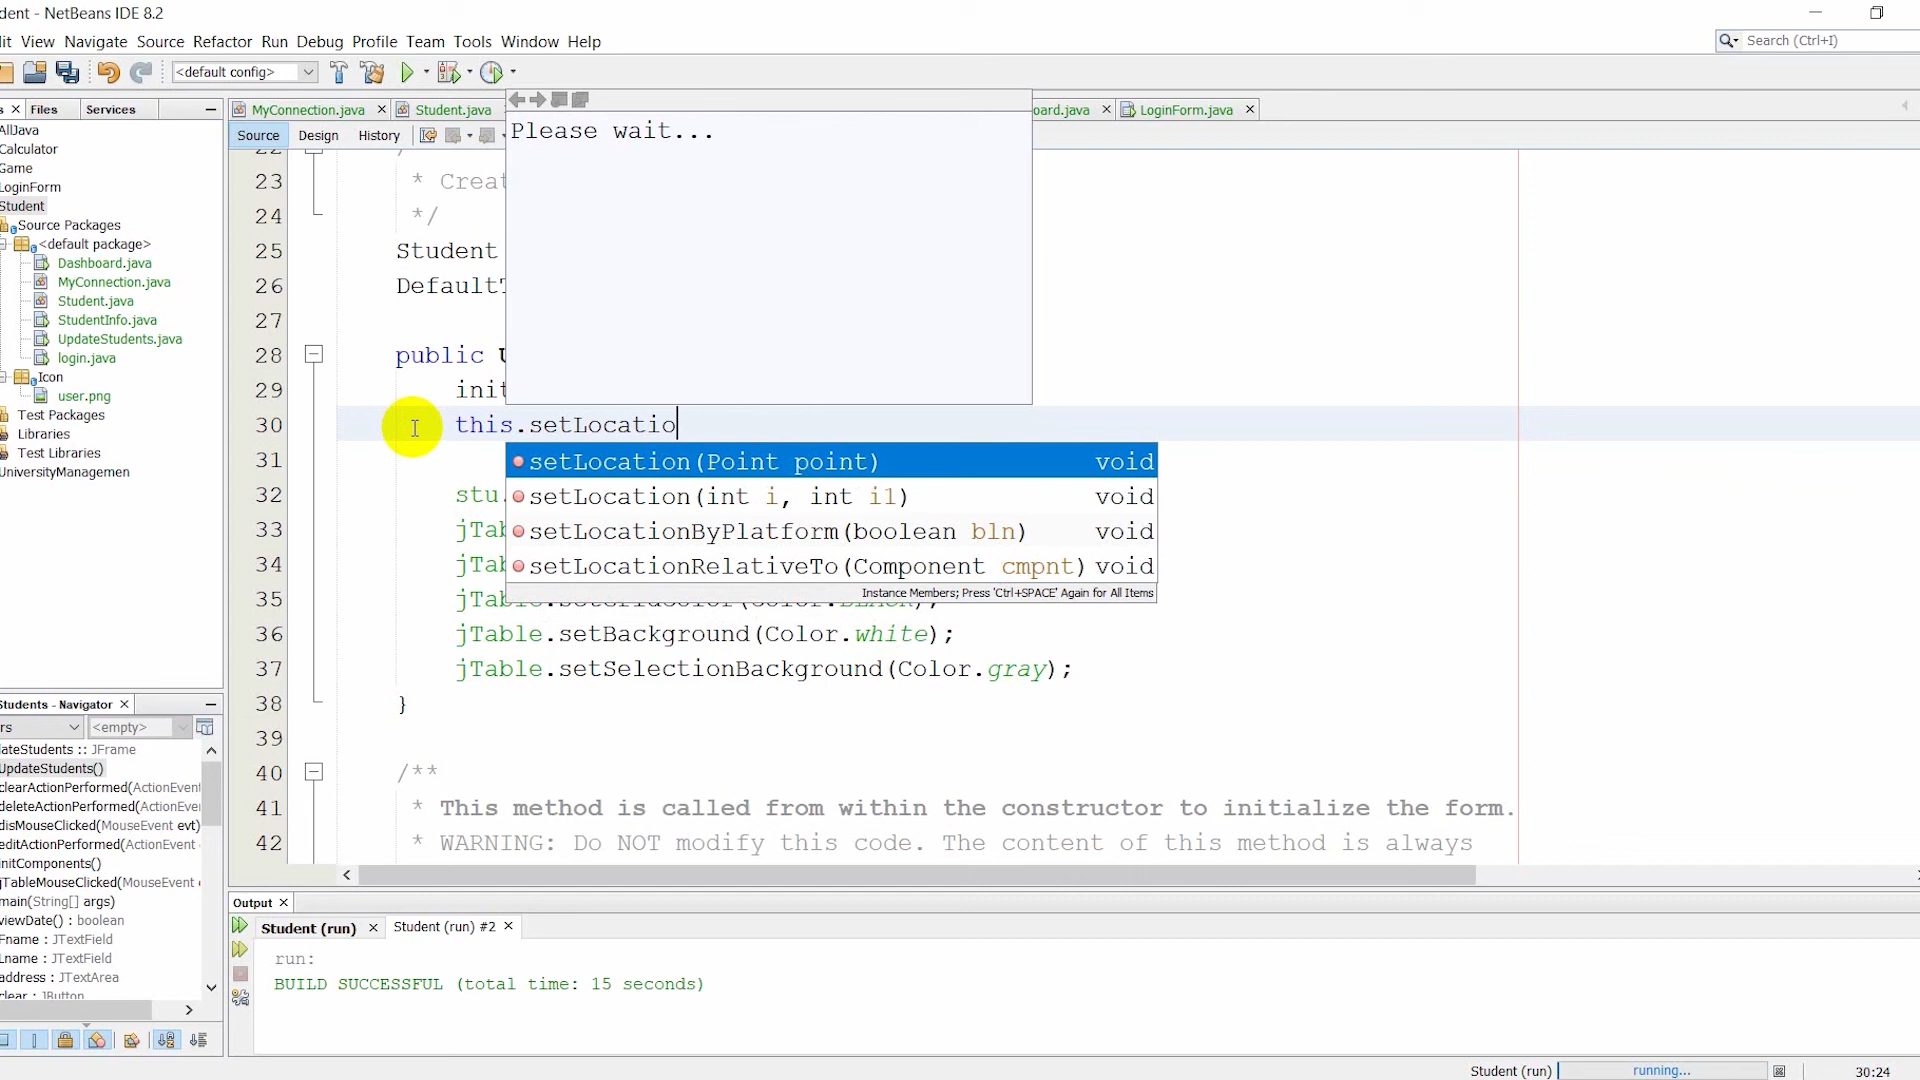 dent - NetBeans IDE 8.2
it View Navigate Source Refactor Run Debug Profile Team Tools Window Help
Search (Ctrl+I)
<default config>
s Files Services
MyConnection.java Student.java oard.java LoginForm.java
Source Design History
AllJava
Calculator
Game
LoginForm
Student
Source Packages
<default package>
Dashboard.java
MyConnection.java
Student.java
StudentInfo.java
UpdateStudents.java
login.java
Icon
user.png
Test Packages
Libraries
Test Libraries
UniversityManagemen
Please wait...
22 /
23 * Creat
24 */
25 Student
26 DefaultT
27
28 public U
29 init
30 this.setLocatio
31
32 stu.
33 jTab
34 jTab
35 jTable.setGridColor(Color.BLACK);
36 jTable.setBackground(Color.white);
37 jTable.setSelectionBackground(Color.gray);
38 }
39
40 /**
41 * This method is called from within the constructor to initialize the form.
42 * WARNING: Do NOT modify this code. The content of this method is always
setLocation(Point point) void
setLocation(int i, int i1) void
setLocationByPlatform(boolean bln) void
setLocationRelativeTo(Component cmpnt) void
Instance Members; Press 'Ctrl+SPACE' Again for All Items
Students - Navigator
rs <empty>
dateStudents :: JFrame
UpdateStudents()
clearActionPerformed(ActionEvent
deleteActionPerformed(ActionEve
disMouseClicked(MouseEvent evt)
editActionPerformed(ActionEvent
initComponents()
jTableMouseClicked(MouseEvent e
main(String[] args)
viewDate() : boolean
Fname : JTextField
Lname : JTextField
address : JTextArea
clear : JButton
Output
Student (run) Student (run) #2
run:
BUILD SUCCESSFUL (total time: 15 seconds)
Student (run) running... 30:24